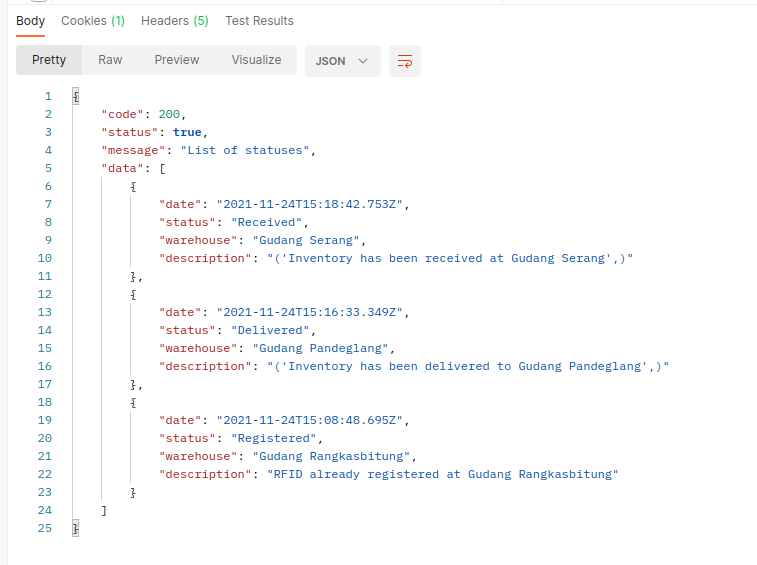 Body Cookies (1) Headers (5) Test Results
Pretty Raw Preview Visualize JSON
1 {
2 "code": 200,
3 "status": true,
4 "message": "List of statuses",
5 "data": [
6 {
7 "date": "2021-11-24T15:18:42.753Z",
8 "status": "Received",
9 "warehouse": "Gudang Serang",
10 "description": "('Inventory has been received at Gudang Serang',)"
11 },
12 {
13 "date": "2021-11-24T15:16:33.349Z",
14 "status": "Delivered",
15 "warehouse": "Gudang Pandeglang",
16 "description": "('Inventory has been delivered to Gudang Pandeglang',)"
17 },
18 {
19 "date": "2021-11-24T15:08:48.695Z",
20 "status": "Registered",
21 "warehouse": "Gudang Rangkasbitung",
22 "description": "RFID already registered at Gudang Rangkasbitung"
23 }
24 ]
25 }